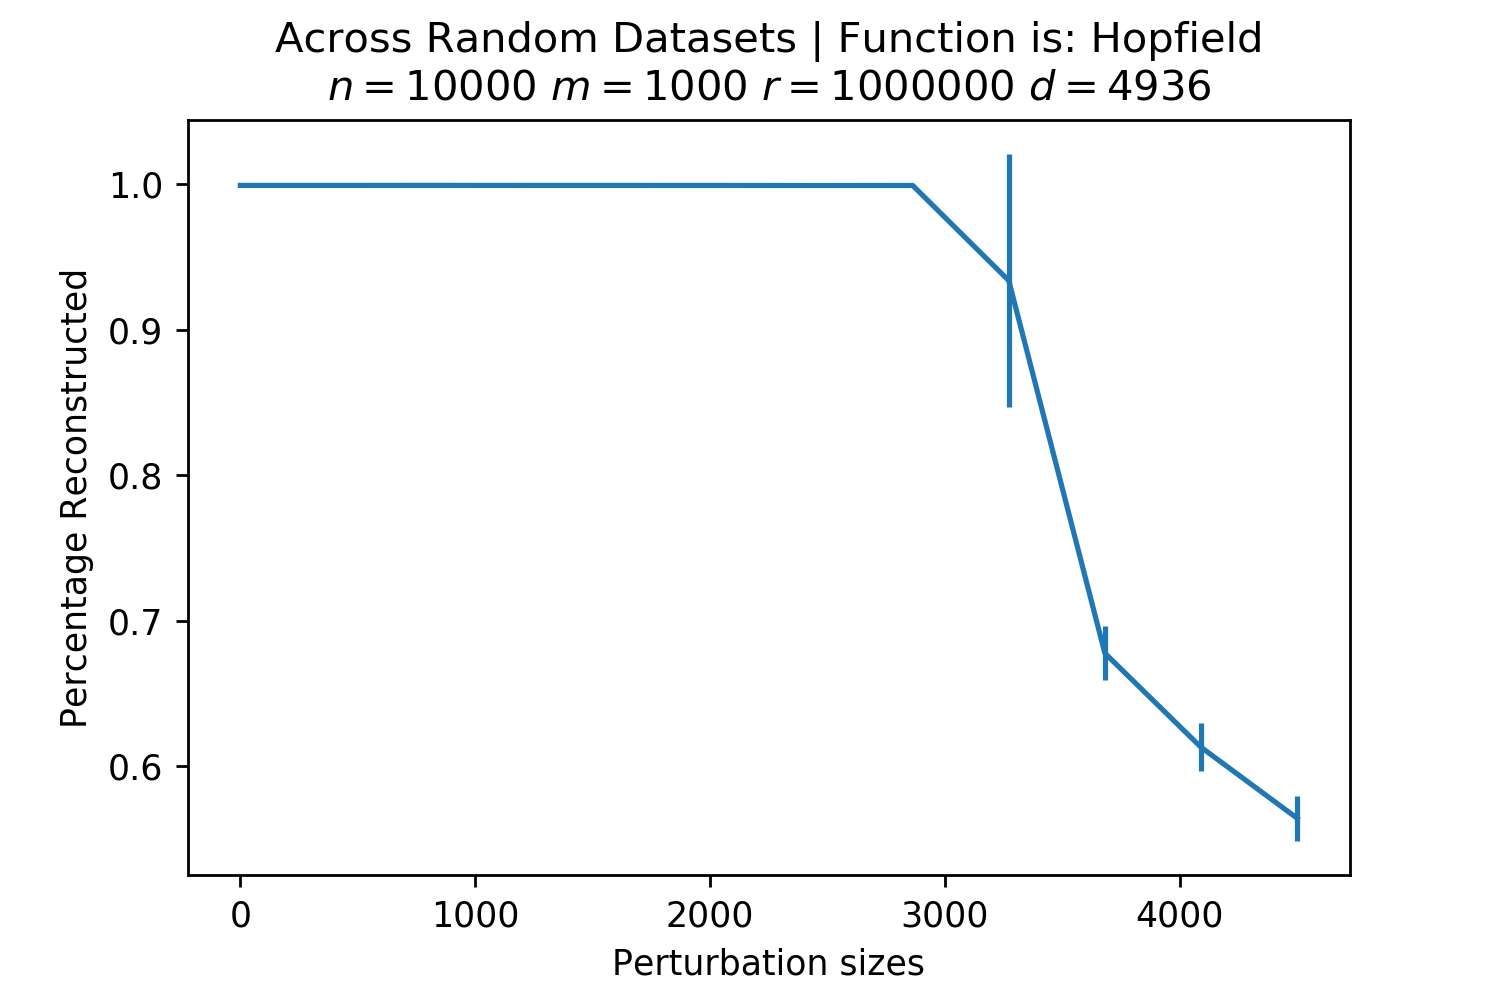 Across Random Datasets | Function is: Hopfield
n = 10000 m = 1000 r = 1000000 d = 4936
1.0
0.9
0.8
0.7
0.6
Percentage Reconstructed
0 1000 2000 3000 4000
Perturbation sizes